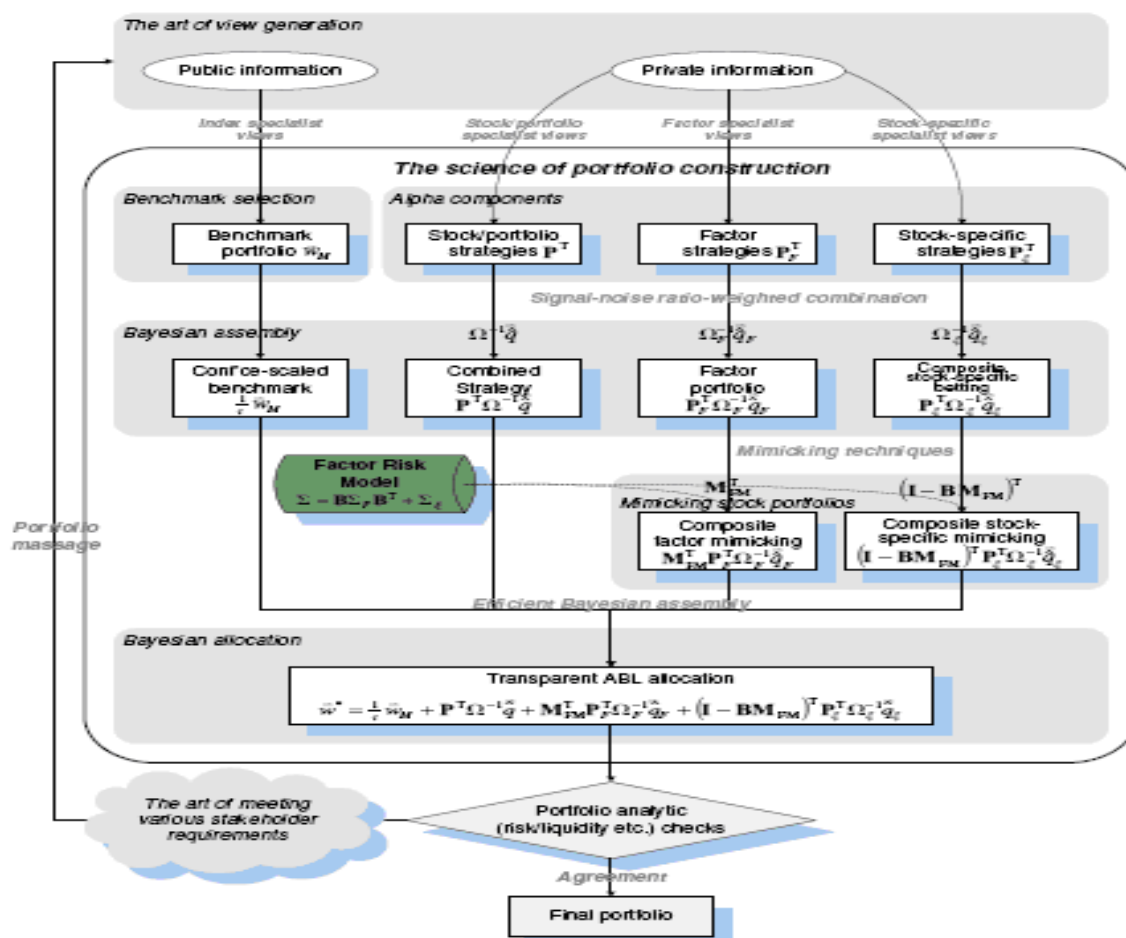 The art of view generation
Public information
Private information
Index specialist
views
Stock/portfolio
specialist views
Factor specialist
views
Stock-specific
specialist views
The science of portfolio construction
Benchmark selection
Alpha components
Benchmark
portfolio w̃_M
Stock/portfolio
strategies P^T
Factor
strategies P_F^T
Stock-specific
strategies P_ξ^T
Signal-noise ratio-weighted combination
Bayesian assembly
Ω^{-1} q̂
Ω_F^{-1} q̂_F
Ω_ξ^{-1} q̂_ξ
Confice-scaled
benchmark
1/τ w̃_M
Combined
Strategy
P^T Ω^{-1} q̂
Factor
portfolio
P_F^T Ω_F^{-1} q̂_F
Composite
stock-specific
betting
P_ξ^T Ω_ξ^{-1} q̂_ξ
Mimicking techniques
Factor Risk
Model
Σ = BΣ_F B^T + Σ_ξ
M_FM^T
(I − BM_FM)^T
Mimicking stock portfolios
Composite
factor mimicking
M_FM^T P_F^T Ω_F^{-1} q̂_F
Composite stock-
specific mimicking
(I − BM_FM)^T P_ξ^T Ω_ξ^{-1} q̂_ξ
Portfolio
massage
Efficient Bayesian assembly
Bayesian allocation
Transparent ABL allocation
w̃* = 1/τ w̃_M + P^T Ω^{-1} q̂ + M_FM^T P_F^T Ω_F^{-1} q̂_F + (I − BM_FM)^T P_ξ^T Ω_ξ^{-1} q̂_ξ
The art of meeting
various stakeholder
requirements
Portfolio analytic
(risk/liquidity etc.) checks
Agreement
Final portfolio